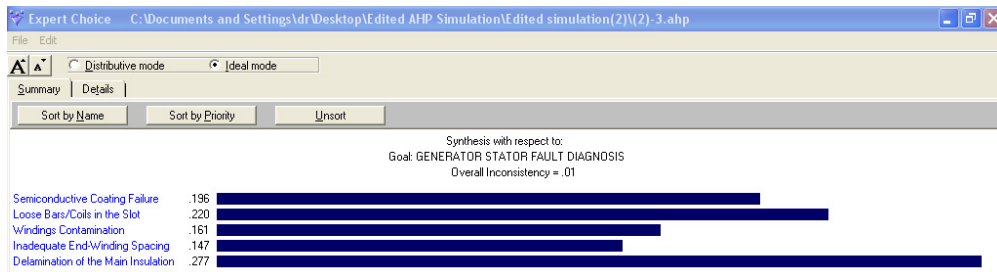 Expert Choice C:\Documents and Settings\dr\Desktop\Edited AHP Simulation\Edited simulation(2)\(2)-3.ahp
File Edit
A A Distributive mode Ideal mode
Summary Details
Sort by Name Sort by Priority Unsort
Synthesis with respect to:
Goal: GENERATOR STATOR FAULT DIAGNOSIS
Overall Inconsistency = .01
Semiconductive Coating Failure .196
Loose Bars/Coils in the Slot .220
Windings Contamination .161
Inadequate End-Winding Spacing .147
Delamination of the Main Insulation .277